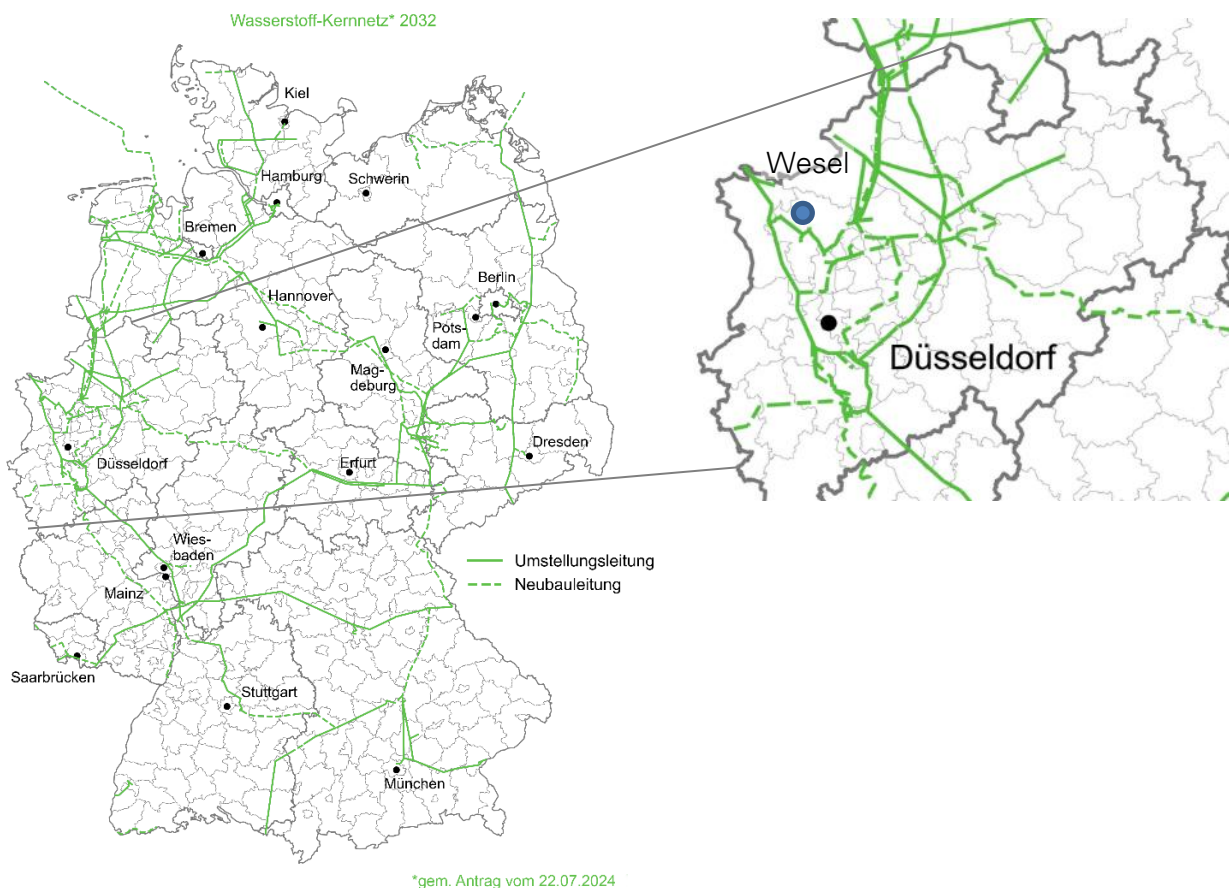 Wasserstoff-Kernnetz* 2032
Kiel
Hamburg
Schwerin
Bremen
Hannover
Berlin
Pots-
dam
Mag-
deburg
Düsseldorf
Erfurt
Dresden
Wies-
baden
Mainz
Saarbrücken
Stuttgart
München
Wesel
Düsseldorf
Umstellungsleitung
Neubauleitung
*gem. Antrag vom 22.07.2024